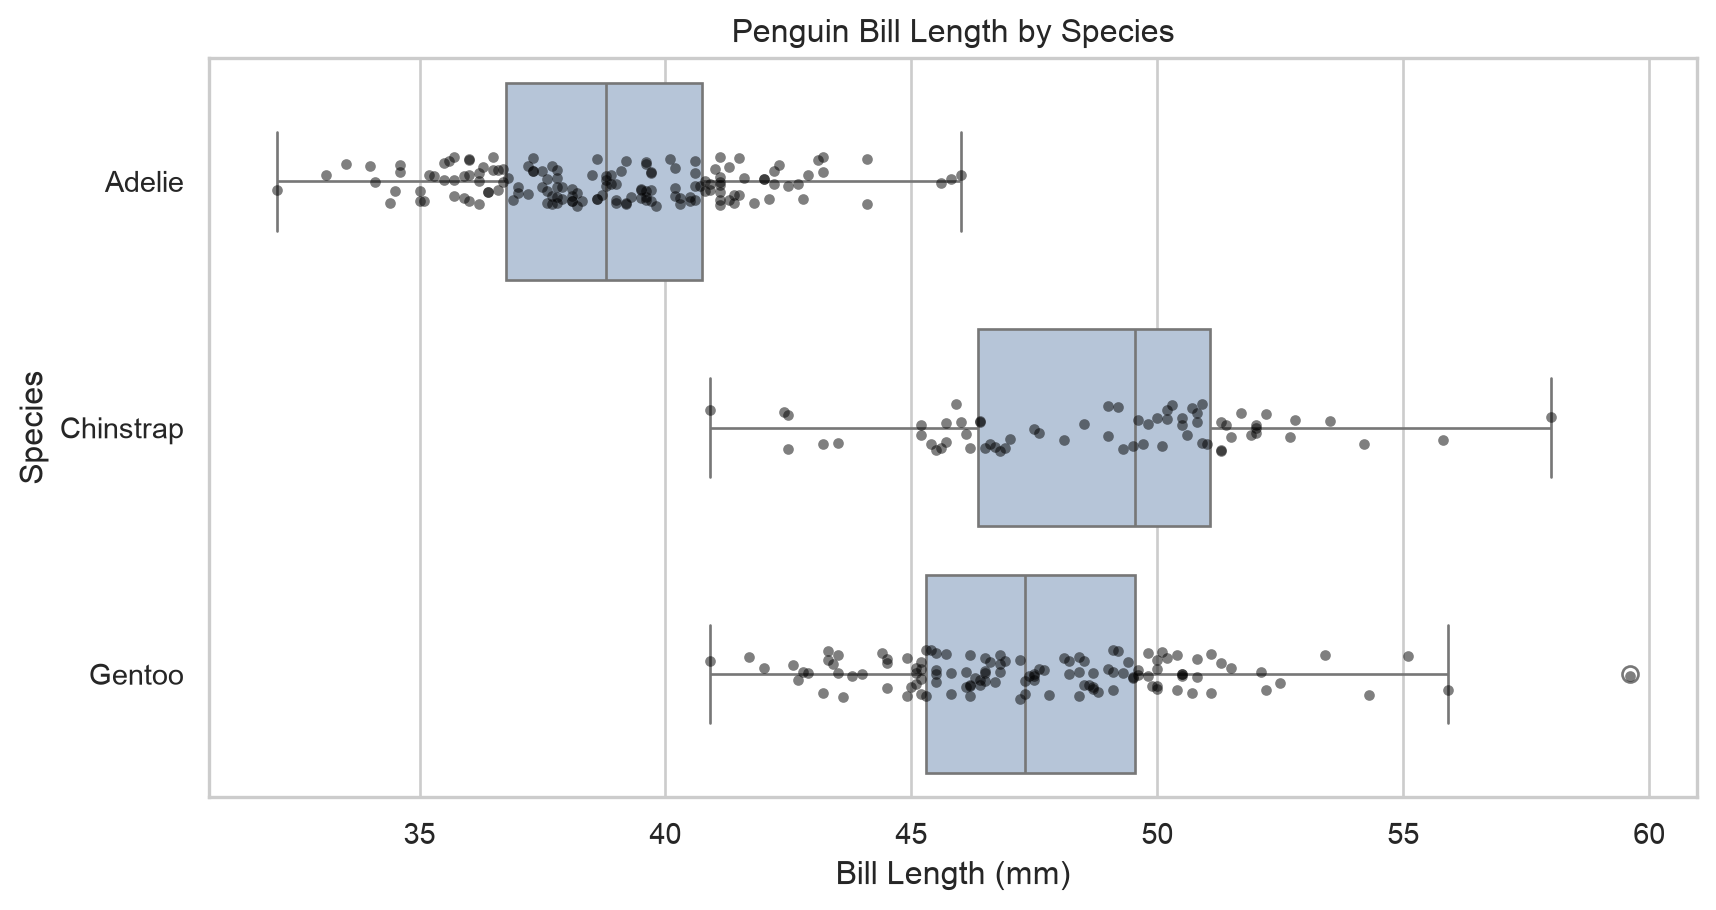 Penguin Bill Length by Species
Species
Adelie
Chinstrap
Gentoo
35 40 45 50 55 60
Bill Length (mm)